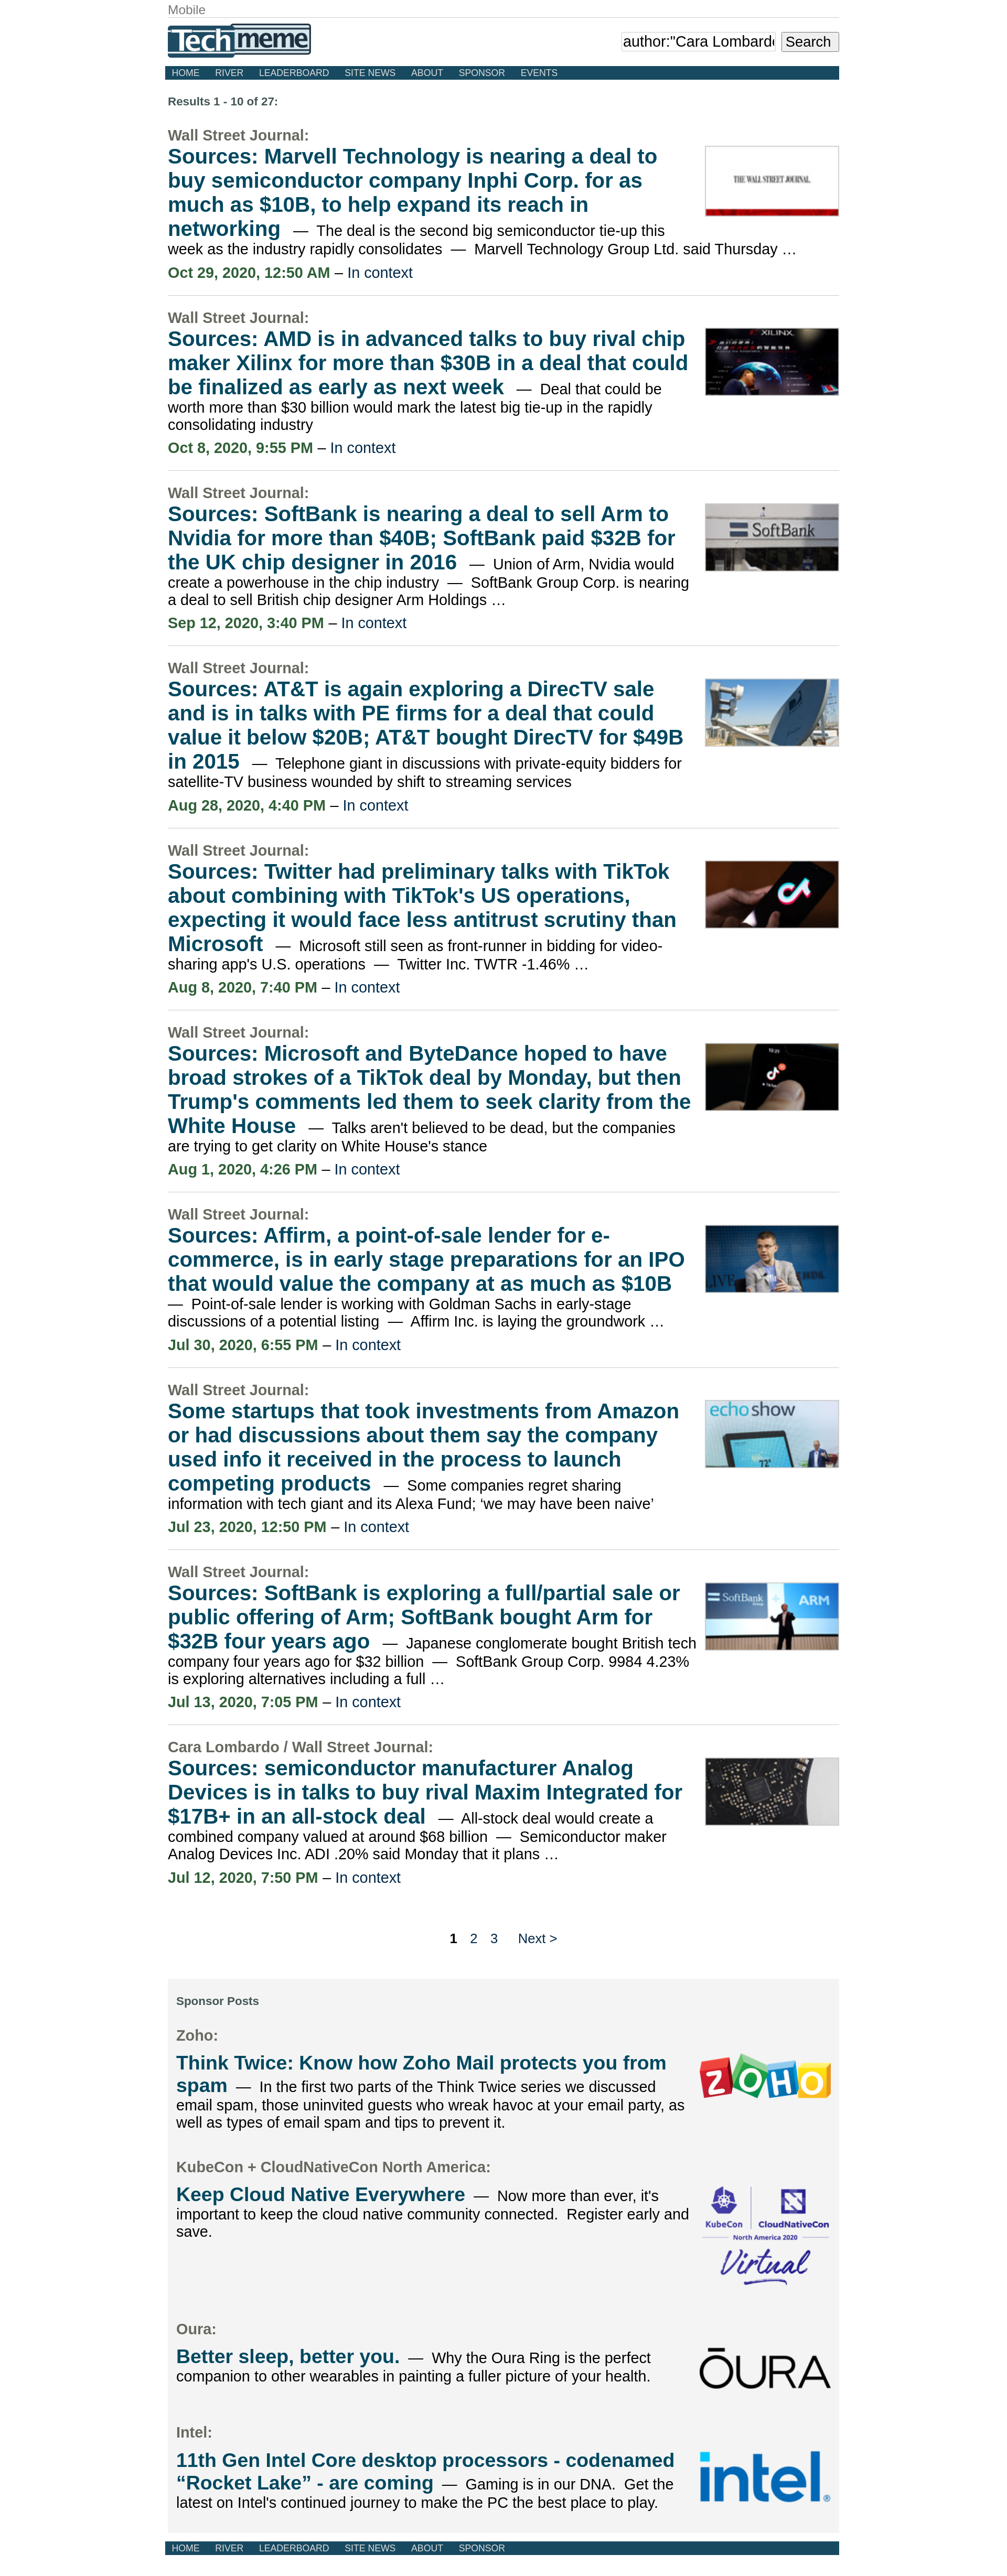 Mobile
Techmeme
author:"Cara Lombard
Search
HOME RIVER LEADERBOARD SITE NEWS ABOUT SPONSOR EVENTS
Results 1 - 10 of 27:
Wall Street Journal:
Sources: Marvell Technology is nearing a deal to
buy semiconductor company Inphi Corp. for as
much as $10B, to help expand its reach in
networking — The deal is the second big semiconductor tie-up this
week as the industry rapidly consolidates — Marvell Technology Group Ltd. said Thursday …
THE WALL STREET JOURNAL.
Oct 29, 2020, 12:50 AM – In context
Wall Street Journal:
Sources: AMD is in advanced talks to buy rival chip
maker Xilinx for more than $30B in a deal that could
be finalized as early as next week — Deal that could be
worth more than $30 billion would mark the latest big tie-up in the rapidly
consolidating industry
XILINX
Oct 8, 2020, 9:55 PM – In context
Wall Street Journal:
Sources: SoftBank is nearing a deal to sell Arm to
Nvidia for more than $40B; SoftBank paid $32B for
the UK chip designer in 2016 — Union of Arm, Nvidia would
create a powerhouse in the chip industry — SoftBank Group Corp. is nearing
a deal to sell British chip designer Arm Holdings …
SoftBank
Sep 12, 2020, 3:40 PM – In context
Wall Street Journal:
Sources: AT&T is again exploring a DirecTV sale
and is in talks with PE firms for a deal that could
value it below $20B; AT&T bought DirecTV for $49B
in 2015 — Telephone giant in discussions with private-equity bidders for
satellite-TV business wounded by shift to streaming services
Aug 28, 2020, 4:40 PM – In context
Wall Street Journal:
Sources: Twitter had preliminary talks with TikTok
about combining with TikTok's US operations,
expecting it would face less antitrust scrutiny than
Microsoft — Microsoft still seen as front-runner in bidding for video-
sharing app's U.S. operations — Twitter Inc. TWTR -1.46% …
Aug 8, 2020, 7:40 PM – In context
Wall Street Journal:
Sources: Microsoft and ByteDance hoped to have
broad strokes of a TikTok deal by Monday, but then
Trump's comments led them to seek clarity from the
White House — Talks aren't believed to be dead, but the companies
are trying to get clarity on White House's stance
Aug 1, 2020, 4:26 PM – In context
Wall Street Journal:
Sources: Affirm, a point-of-sale lender for e-
commerce, is in early stage preparations for an IPO
that would value the company at as much as $10B
— Point-of-sale lender is working with Goldman Sachs in early-stage
discussions of a potential listing — Affirm Inc. is laying the groundwork …
LIVE
Jul 30, 2020, 6:55 PM – In context
Wall Street Journal:
Some startups that took investments from Amazon
or had discussions about them say the company
used info it received in the process to launch
competing products — Some companies regret sharing
information with tech giant and its Alexa Fund; ‘we may have been naive’
echo show
72°
Jul 23, 2020, 12:50 PM – In context
Wall Street Journal:
Sources: SoftBank is exploring a full/partial sale or
public offering of Arm; SoftBank bought Arm for
$32B four years ago — Japanese conglomerate bought British tech
company four years ago for $32 billion — SoftBank Group Corp. 9984 4.23%
is exploring alternatives including a full …
SoftBank + ARM
Jul 13, 2020, 7:05 PM – In context
Cara Lombardo / Wall Street Journal:
Sources: semiconductor manufacturer Analog
Devices is in talks to buy rival Maxim Integrated for
$17B+ in an all-stock deal — All-stock deal would create a
combined company valued at around $68 billion — Semiconductor maker
Analog Devices Inc. ADI .20% said Monday that it plans …
Jul 12, 2020, 7:50 PM – In context
1 2 3 Next >
Sponsor Posts
Zoho:
Think Twice: Know how Zoho Mail protects you from
spam — In the first two parts of the Think Twice series we discussed
email spam, those uninvited guests who wreak havoc at your email party, as
well as types of email spam and tips to prevent it.
ZOHO
KubeCon + CloudNativeCon North America:
Keep Cloud Native Everywhere — Now more than ever, it's
important to keep the cloud native community connected. Register early and
save.
KubeCon CloudNativeCon
North America 2020
Virtual
Oura:
Better sleep, better you. — Why the Oura Ring is the perfect
companion to other wearables in painting a fuller picture of your health.
ŌURA
Intel:
11th Gen Intel Core desktop processors - codenamed
“Rocket Lake” - are coming — Gaming is in our DNA. Get the
latest on Intel's continued journey to make the PC the best place to play.
intel®
HOME RIVER LEADERBOARD SITE NEWS ABOUT SPONSOR